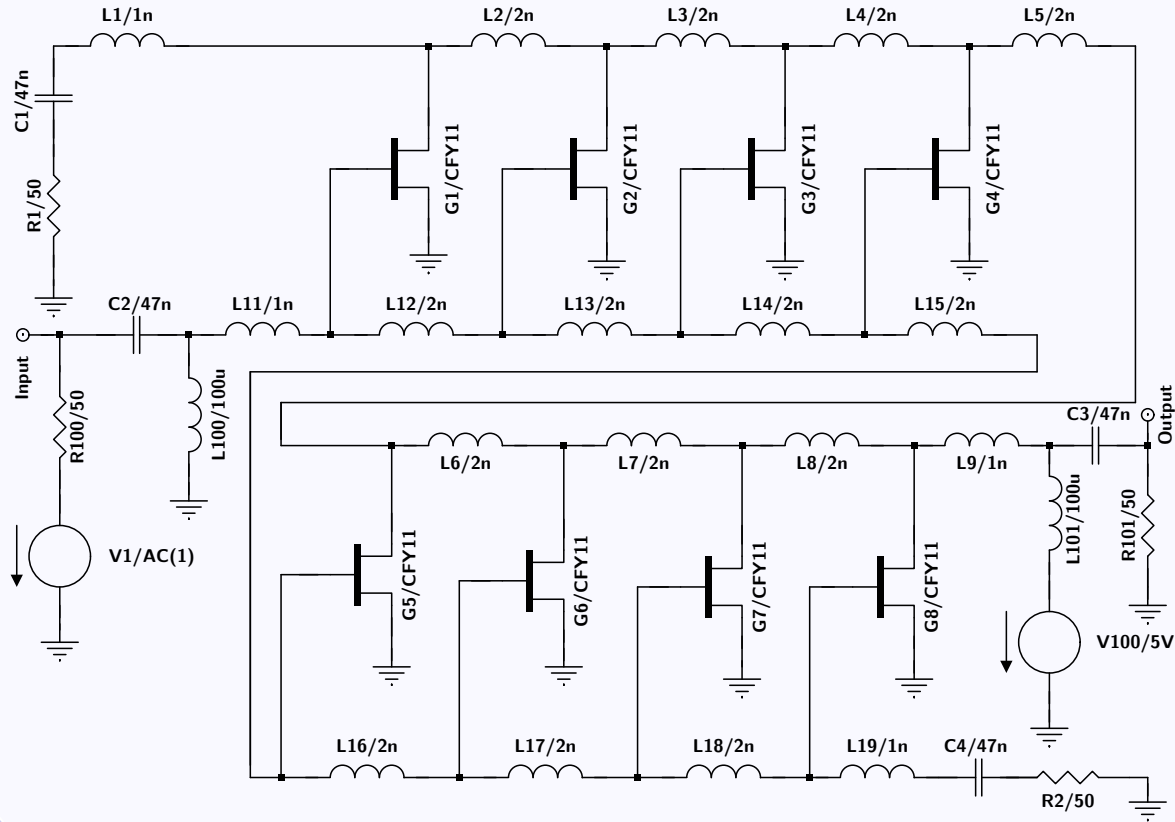 L1/1n
L2/2n
L3/2n
L4/2n
L5/2n
C1/47n
R1/50
G1/CFY11
G2/CFY11
G3/CFY11
G4/CFY11
C2/47n
L11/1n
L12/2n
L13/2n
L14/2n
L15/2n
Input
R100/50
L100/100u
V1/AC(1)
C3/47n
Output
L6/2n
L7/2n
L8/2n
L9/1n
L101/100u
R101/50
G5/CFY11
G6/CFY11
G7/CFY11
G8/CFY11
V100/5V
L16/2n
L17/2n
L18/2n
L19/1n
C4/47n
R2/50